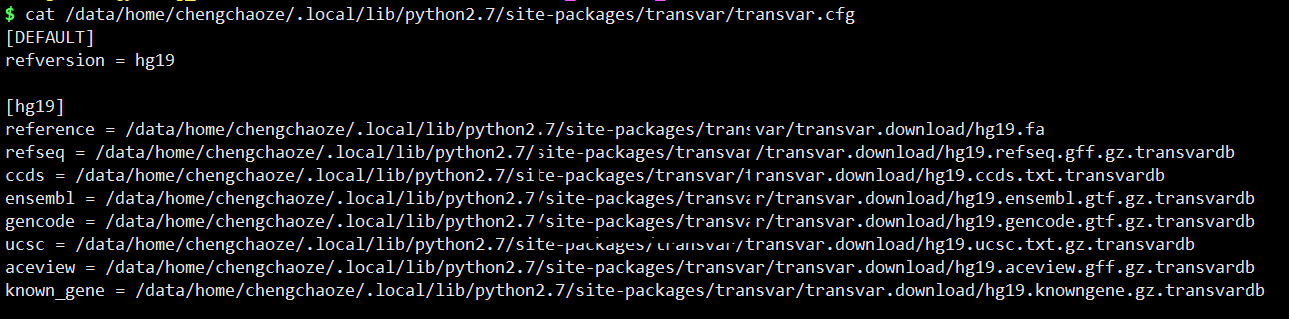 $ cat /data/home/chengchaoze/.local/lib/python2.7/site-packages/transvar/transvar.cfg
[DEFAULT]
refversion = hg19
[hg19]
reference = /data/home/chengchaoze/.local/lib/python2.7/site-packages/transvar/transvar.download/hg19.fa
refseq = /data/home/chengchaoze/.local/lib/python2.7/site-packages/transvar/transvar.download/hg19.refseq.gff.gz.transvardb
ccds = /data/home/chengchaoze/.local/lib/python2.7/site-packages/transvar/transvar.download/hg19.ccds.txt.transvardb
ensembl = /data/home/chengchaoze/.local/lib/python2.7/site-packages/transvar/transvar.download/hg19.ensembl.gtf.gz.transvardb
gencode = /data/home/chengchaoze/.local/lib/python2.7/site-packages/transvar/transvar.download/hg19.gencode.gtf.gz.transvardb
ucsc = /data/home/chengchaoze/.local/lib/python2.7/site-packages/transvar/transvar.download/hg19.ucsc.txt.gz.transvardb
aceview = /data/home/chengchaoze/.local/lib/python2.7/site-packages/transvar/transvar.download/hg19.aceview.gff.gz.transvardb
known_gene = /data/home/chengchaoze/.local/lib/python2.7/site-packages/transvar/transvar.download/hg19.knowngene.gz.transvardb